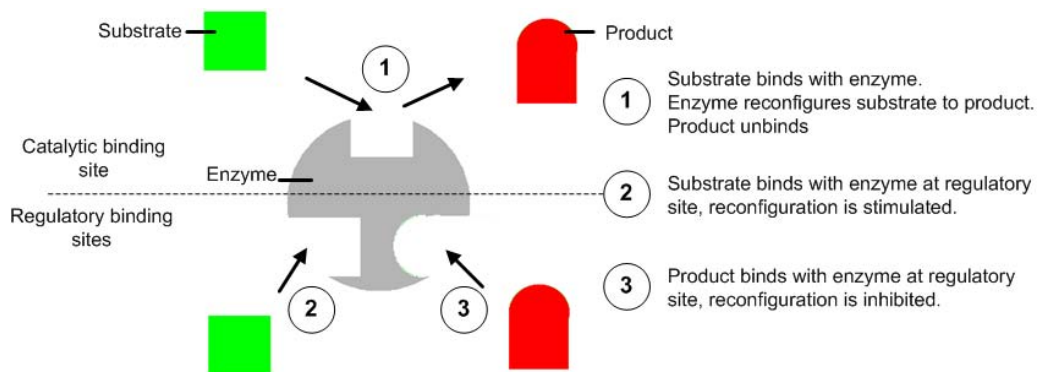 Substrate
1
Product
1
Substrate binds with enzyme.
Enzyme reconfigures substrate to product.
Product unbinds
Catalytic binding
site
Enzyme
Regulatory binding
sites
2
Substrate binds with enzyme at regulatory
site, reconfiguration is stimulated.
2
3
3
Product binds with enzyme at regulatory
site, reconfiguration is inhibited.